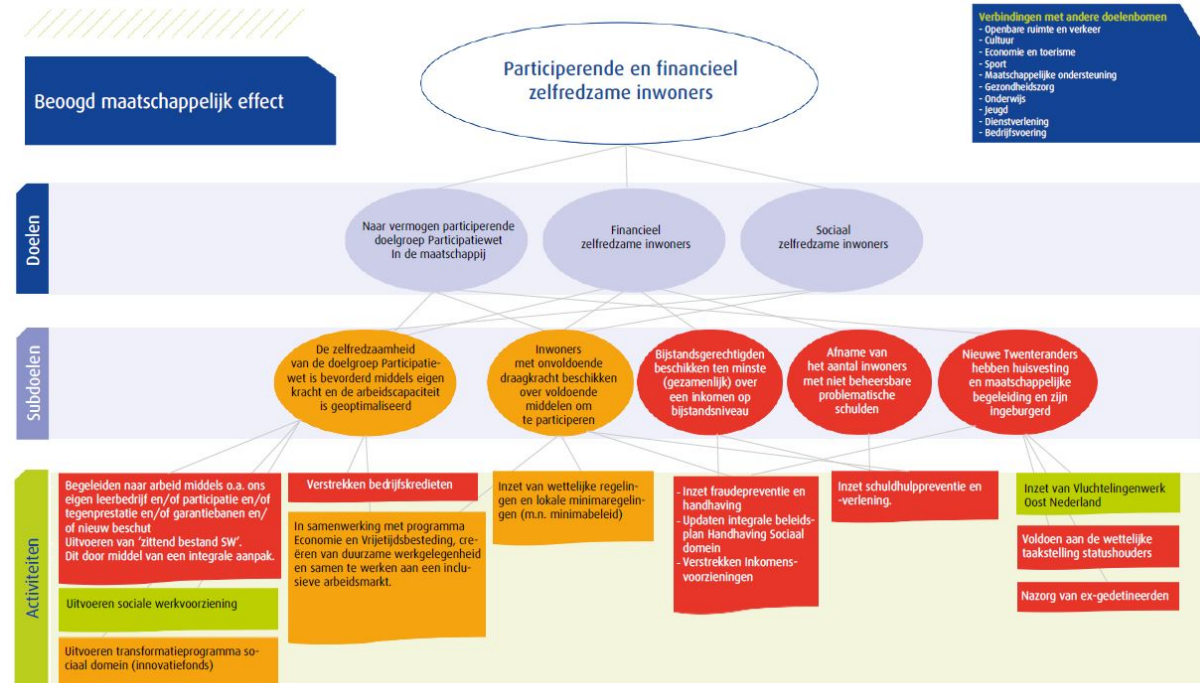 Beoogd maatschappelijk effect
Participerende en financieel
zelfredzame inwoners
Verbindingen met andere doelenbomen
- Openbare ruimte en verkeer
- Cultuur
- Economie en toerisme
- Sport
- Maatschappelijke ondersteuning
- Gezondheidszorg
- Onderwijs
- Jeugd
- Dienstverlening
- Bedrijfsvoering
Doelen
Naar vermogen participerende
doelgroep Participatiewet
In de maatschappij
Financieel
zelfredzame inwoners
Sociaal
zelfredzame inwoners
Subdoelen
De zelfredzaamheid
van de doelgroep Participatie-
wet is bevorderd middels eigen
kracht en de arbeidscapaciteit
is geoptimaliseerd
Inwoners
met onvoldoende
draagkracht beschikken
over voldoende
middelen om
te participeren
Bijstandsgerechtigden
beschikken ten minste
(gezamenlijk) over
een inkomen op
bijstandsniveau
Afname van
het aantal inwoners
met niet beheersbare
problematische
schulden
Nieuwe Twenteranders
hebben huisvesting
en maatschappelijke
begeleiding en zijn
ingeburgerd
Activiteiten
Begeleiden naar arbeid middels o.a. ons
eigen leerbedrijf en/of participatie en/of
tegenprestatie en/of garantiebanen en/
of nieuw beschut
Uitvoeren van ‘zittend bestand SW’.
Dit door middel van een integrale aanpak.
Uitvoeren sociale werkvoorziening
Uitvoeren transformatieprogramma so-
ciaal domein (innovatiefonds)
Verstrekken bedrijfskredieten
In samenwerking met programma
Economie en Vrijetijdsbesteding, cre-
ëren van duurzame werkgelegenheid
en samen te werken aan een inclu-
sieve arbeidsmarkt.
Inzet van wettelijke regelin-
gen en lokale minimaregelin-
gen (m.n. minimabeleid)
- Inzet fraudepreventie en
handhaving
- Updaten integrale beleids-
plan Handhaving Sociaal
domein
- Verstrekken Inkomens-
voorzieningen
Inzet schuldhulppreventie en
-verlening.
Inzet van Vluchtelingenwerk
Oost Nederland
Voldoen aan de wettelijke
taakstelling statushouders
Nazorg van ex-gedetineerden